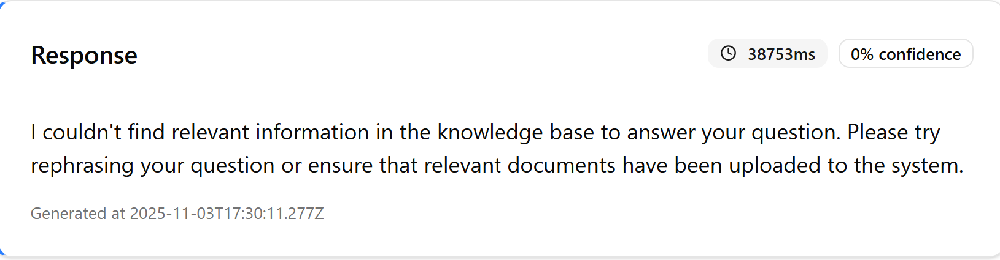 Response
38753ms
0% confidence
I couldn't find relevant information in the knowledge base to answer your question. Please try
rephrasing your question or ensure that relevant documents have been uploaded to the system.
Generated at 2025-11-03T17:30:11.277Z